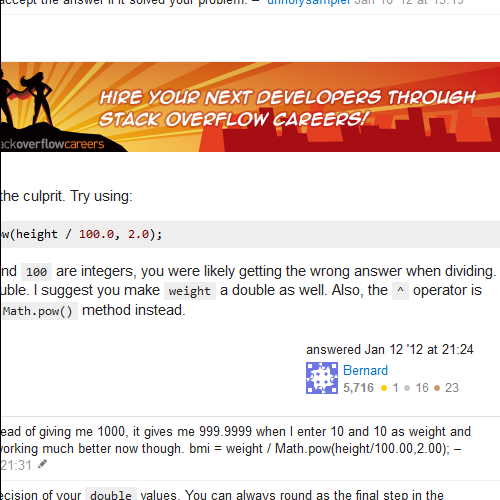 accept the answer if it solved your problem. – unholysampler Jan 16 '12 at 15:15
HIRE YOUR NEXT DEVELOPERS THROUGH
STACK OVERFLOW CAREERS!
ackoverflowcareers
the culprit. Try using:
ow(height / 100.0, 2.0);
nd 100 are integers, you were likely getting the wrong answer when dividing.
uble. I suggest you make weight a double as well. Also, the ^ operator is
Math.pow() method instead.
answered Jan 12 '12 at 21:24
Bernard
5,716 ● 1 ● 16 ● 23
ead of giving me 1000, it gives me 999.9999 when I enter 10 and 10 as weight and
working much better now though. bmi = weight / Math.pow(height/100.00,2.00); –
21:31
ecision of your double values. You can always round as the final step in the